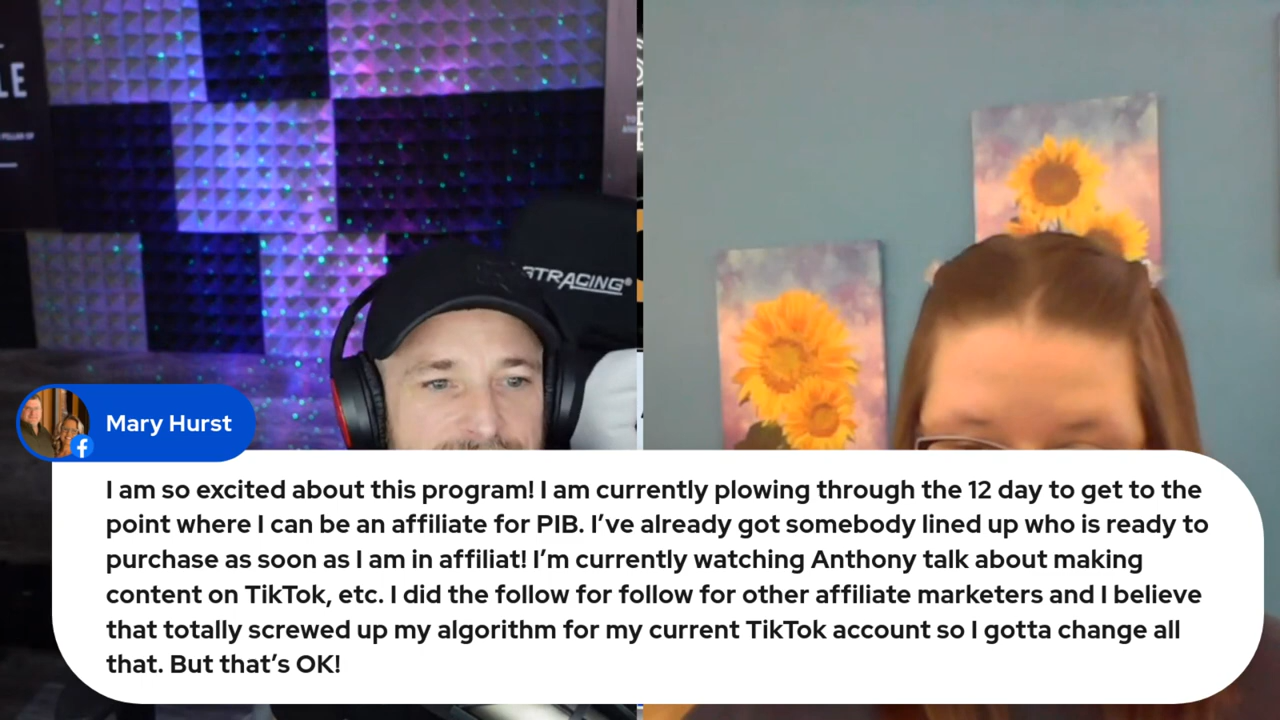 LE
GTRACING®
Mary Hurst
I am so excited about this program! I am currently plowing through the 12 day to get to the
point where I can be an affiliate for PIB. I’ve already got somebody lined up who is ready to
purchase as soon as I am in affiliat! I’m currently watching Anthony talk about making
content on TikTok, etc. I did the follow for follow for other affiliate marketers and I believe
that totally screwed up my algorithm for my current TikTok account so I gotta change all
that. But that’s OK!